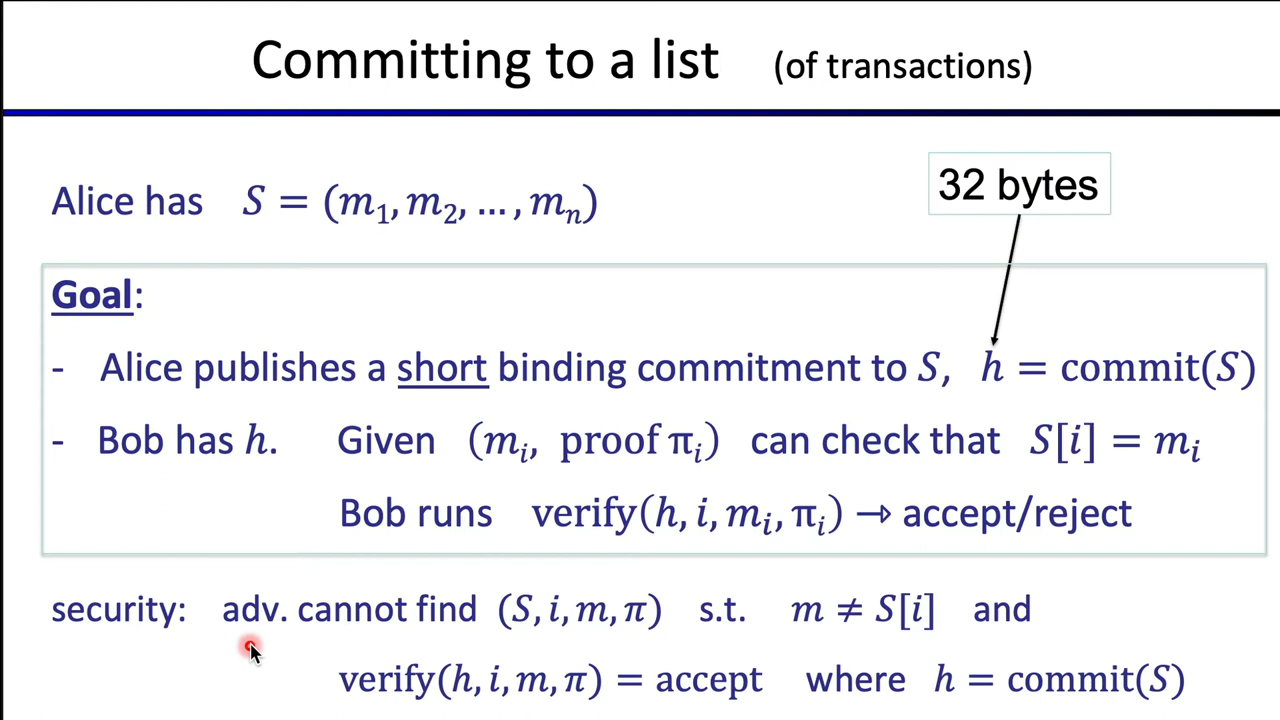 Committing to a list (of transactions)
32 bytes
Alice has S = (m₁, m₂, ..., mₙ)
Goal:
- Alice publishes a short binding commitment to S, h = commit(S)
- Bob has h. Given (mᵢ, proof πᵢ) can check that S[i] = mᵢ
Bob runs verify(h, i, mᵢ, πᵢ) → accept/reject
security: adv. cannot find (S, i, m, π) s.t. m ≠ S[i] and
verify(h, i, m, π) = accept where h = commit(S)